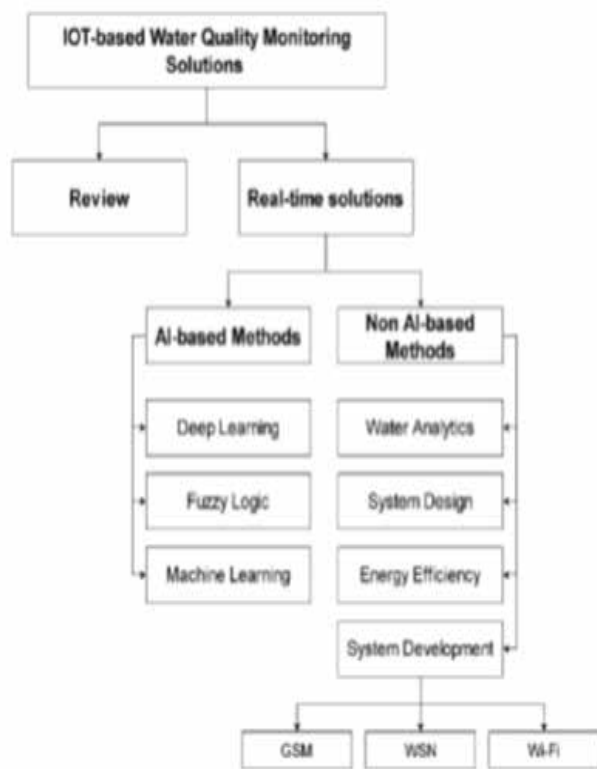 IOT-based Water Quality Monitoring
Solutions
Review
Real-time solutions
AI-based Methods
Non AI-based
Methods
Deep Learning
Water Analytics
Fuzzy Logic
System Design
Machine Learning
Energy Efficiency
System Development
GSM
WSN
Wi-Fi